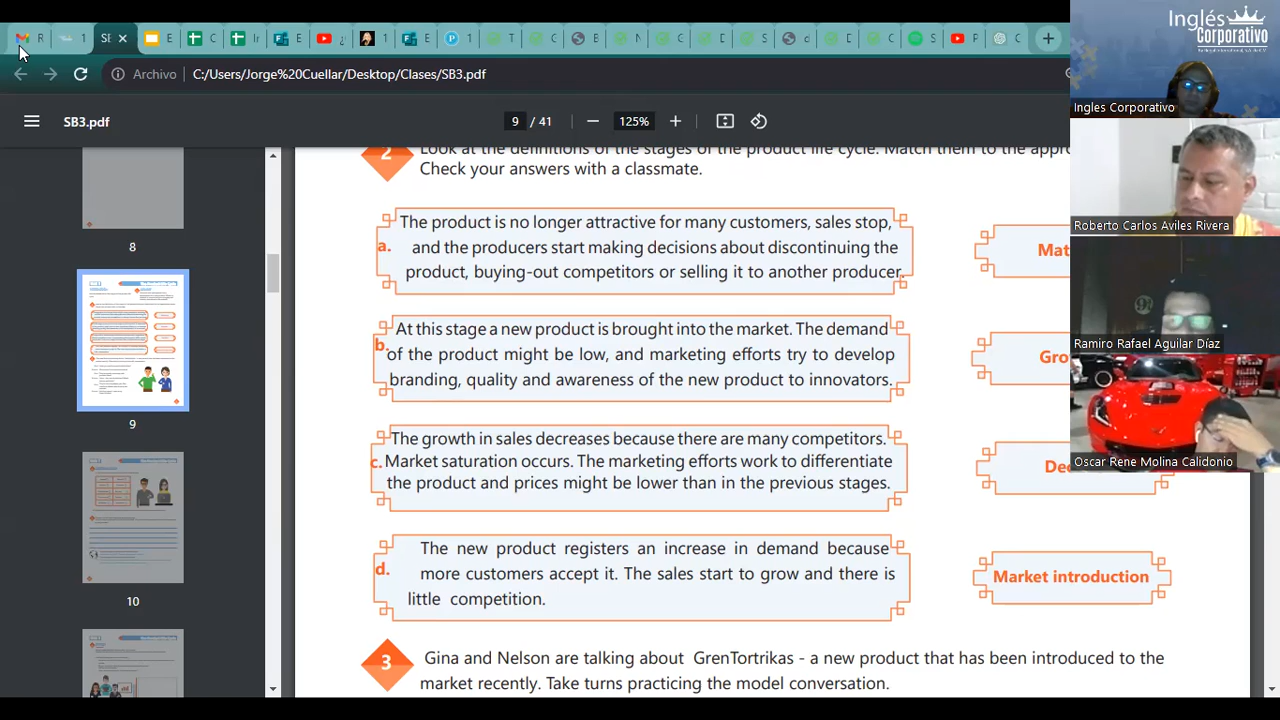 R
1
SE
E
C
Ir
E
1
E
1
T
B
N
C
D
V
d
C
S
P
C
Archivo
C:/Users/Jorge%20Cuellar/Desktop/Clases/SB3.pdf
SB3.pdf
9 / 41
125%
8
9
10
2
Look at the definitions of the stages of the product life cycle. Match them to the appro
Check your answers with a classmate.
a.
The product is no longer attractive for many customers, sales stop,
and the producers start making decisions about discontinuing the
product, buying-out competitors or selling it to another producer.
Mat
b.
At this stage a new product is brought into the market. The demand
of the product might be low, and marketing efforts try to develop
branding, quality and awareness of the new product to innovators.
Gro
c.
The growth in sales decreases because there are many competitors.
Market saturation occurs. The marketing efforts work to differentiate
the product and prices might be lower than in the previous stages.
Dec
d.
The new product registers an increase in demand because
more customers accept it. The sales start to grow and there is
little competition.
Market introduction
3
Gina and Nelson are talking about GrenTortrikas - a new product that has been introduced to the
market recently. Take turns practicing the model conversation.
Inglés
Corporativo
Ingles Corporativo
Roberto Carlos Aviles Rivera
Ramiro Rafael Aguilar Díaz
Oscar Rene Molina Calidonio